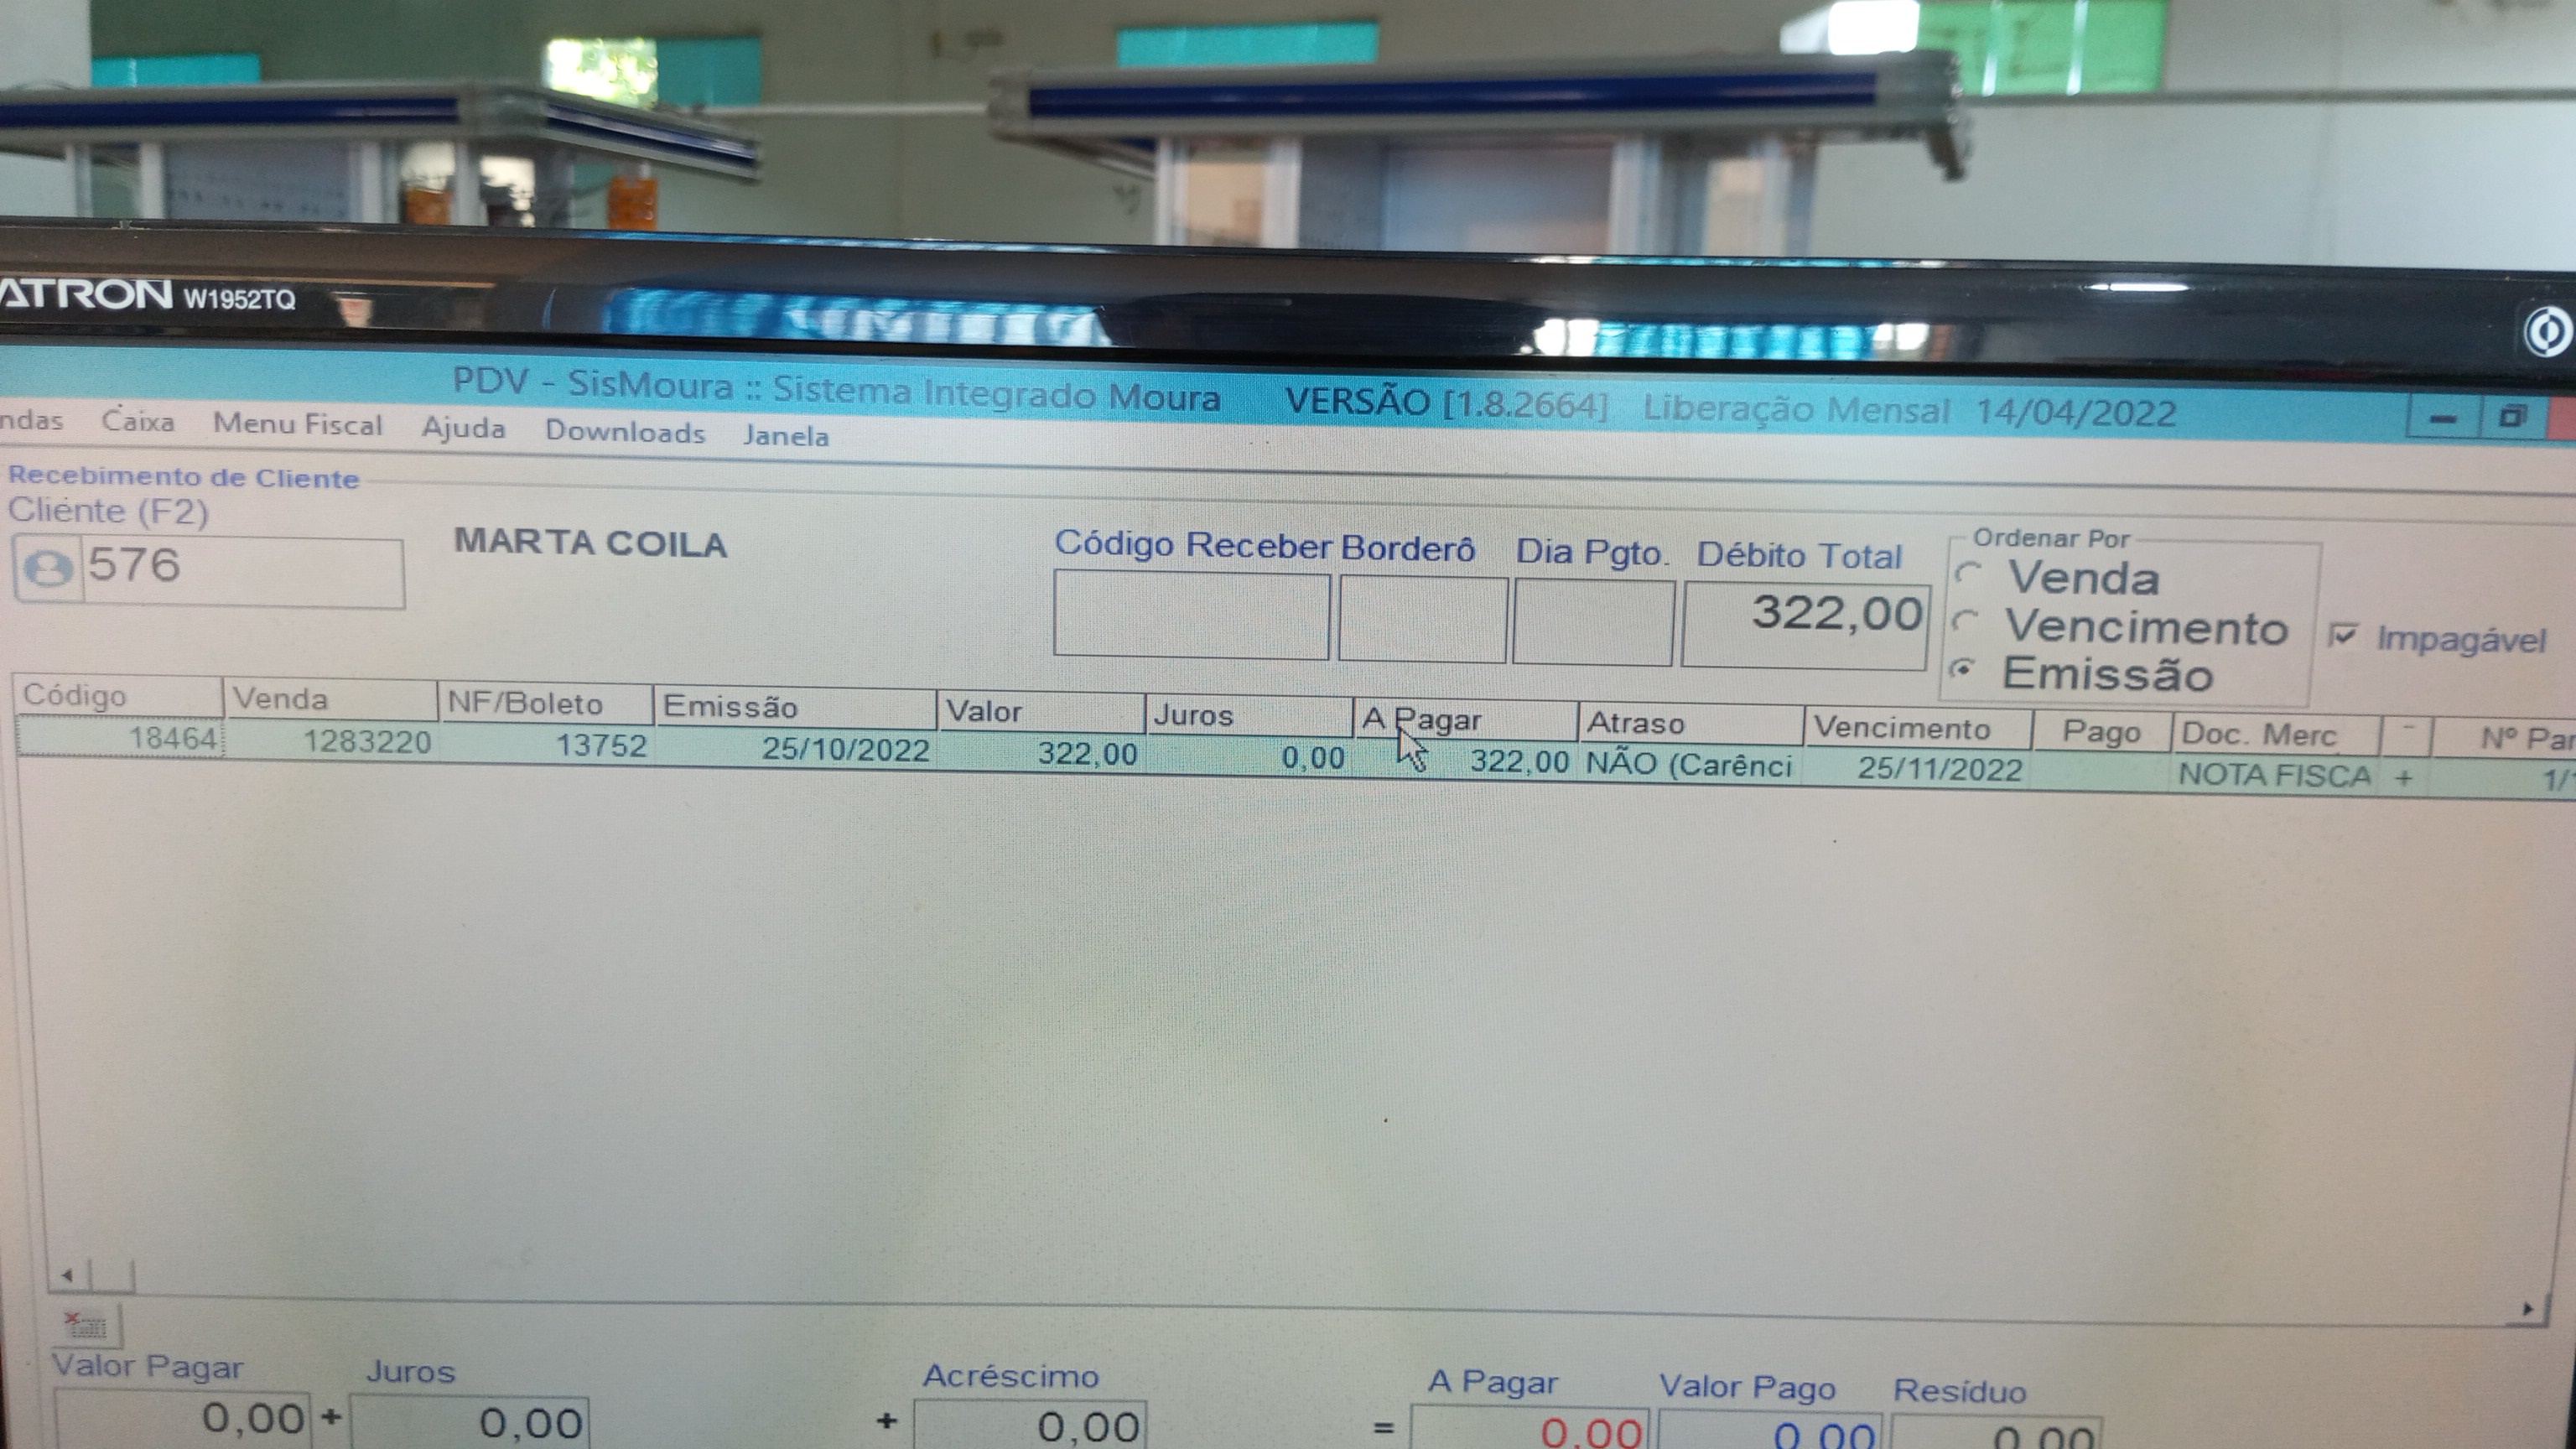 ATRON W1952TQ
PDV - SisMoura :: Sistema Integrado Moura VERSÃO [1.8.2664] Liberação Mensal 14/04/2022
ndas Caixa Menu Fiscal Ajuda Downloads Janela
Recebimento de Cliente
Cliente (F2)
576
MARTA COILA
Código Receber Borderô Dia Pgto. Débito Total
322,00
Ordenar Por
Venda
Vencimento
Emissão
Impagável
Código Venda NF/Boleto Emissão Valor Juros A Pagar Atraso Vencimento Pago Doc. Merc - Nº Par
18464 1283220 13752 25/10/2022 322,00 0,00 322,00 NÃO (Carênci 25/11/2022 NOTA FISCA + 1/
Valor Pagar Juros Acréscimo A Pagar Valor Pago Resíduo
0,00 + 0,00 + 0,00 = 0,00 0,00 0,00